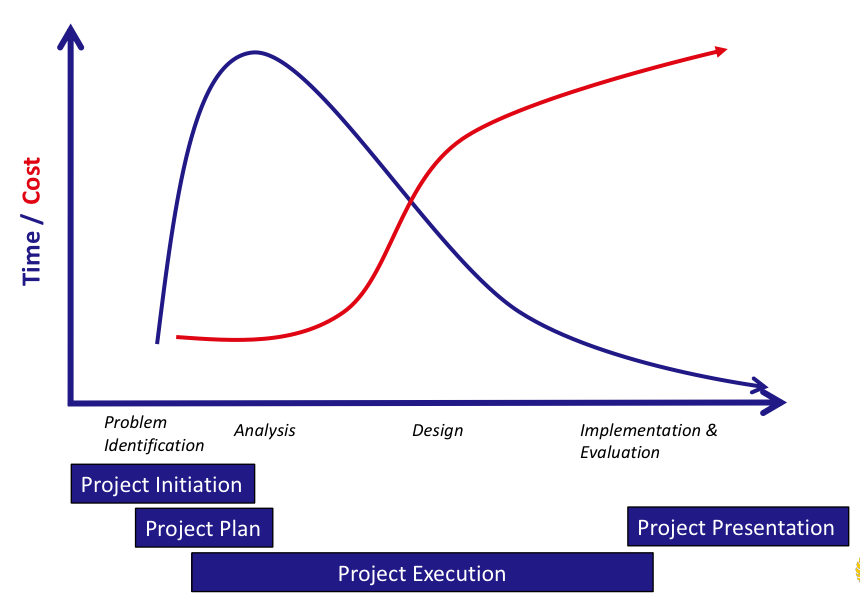 Time / Cost
Problem
Identification
Analysis
Design
Implementation &
Evaluation
Project Initiation
Project Plan
Project Presentation
Project Execution